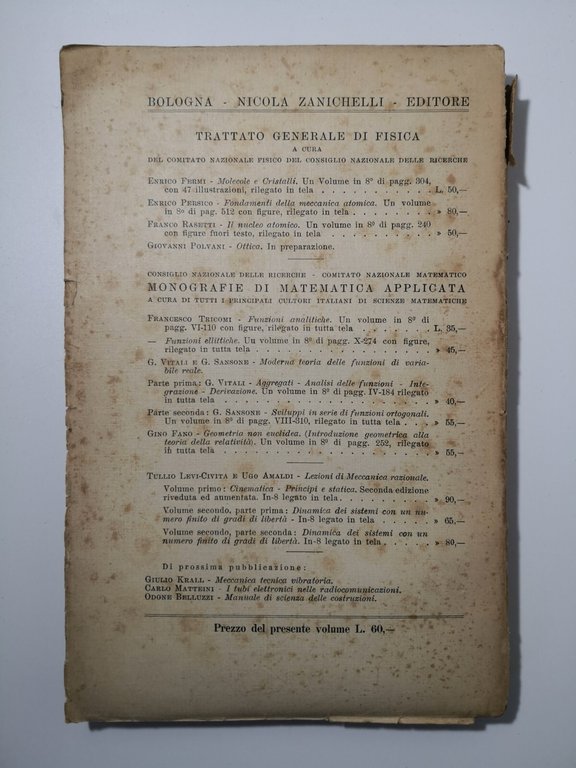 BOLOGNA - NICOLA ZANICHELLI - EDITORE
TRATTATO GENERALE DI FISICA
A CURA
DEL COMITATO NAZIONALE FISICO DEL CONSIGLIO NAZIONALE DELLE RICERCHE
ENRICO FERMI - Molecole e Cristalli. Un Volume in 8º di pagg. 304,
con 47 illustrazioni, rilegato in tela . . . . . . . . . . . L. 50,—
ENRICO PERSICO - Fondamenti della meccanica atomica. Un volume
in 8º di pag. 512 con figure, rilegato in tela . . . . . . . . » 80,—
FRANCO RASETTI - Il nucleo atomico. Un volume in 8º di pagg. 240
con figure fuori testo, rilegato in tela . . . . . . . . . . » 50,—
GIOVANNI POLVANI - Ottica. In preparazione.
CONSIGLIO NAZIONALE DELLE RICERCHE - COMITATO NAZIONALE MATEMATICO
MONOGRAFIE DI MATEMATICA APPLICATA
A CURA DI TUTTI I PRINCIPALI CULTORI ITALIANI DI SCIENZE MATEMATICHE
FRANCESCO TRICOMI - Funzioni analitiche. Un volume in 8º di
pagg. VI-110 con figure, rilegato in tutta tela . . . . . . . L. 35,—
— Funzioni ellittiche. Un volume in 8º di pagg. X-274 con figure,
rilegato in tutta tela . . . . . . . . . . . . . . . . . » 45,—
G. VITALI E G. SANSONE - Moderna teoria delle funzioni di varia-
bile reale.
Parte prima: G. VITALI - Aggregati - Analisi delle funzioni - Inte-
grazione - Derivazione. Un volume in 8º di pagg. IV-184 rilegato
in tutta tela . . . . . . . . . . . . . . . . . . . . » 40,—
Parte seconda: G. SANSONE - Sviluppi in serie di funzioni ortogonali.
Un volume in 8º di pagg. VIII-310, rilegato in tutta tela . . . » 55,—
GINO FANO - Geometria non euclidea. (Introduzione geometrica alla
teoria della relatività). Un volume in 8º di pagg. 252, rilegato
in tutta tela . . . . . . . . . . . . . . . . . . . . » 55,—
TULLIO LEVI-CIVITA E UGO AMALDI - Lezioni di Meccanica razionale.
Volume primo: Cinematica - Principi e statica. Seconda edizione
riveduta ed aumentata. In-8 legato in tela . . . . . . . . . » 90,—
Volume secondo, parte prima: Dinamica dei sistemi con un nu-
mero finito di gradi di libertà - In-8 legato in tela . . . . . . » 65,—
Volume secondo, parte seconda: Dinamica dei sistemi con un
numero finito di gradi di libertà. In-8 legato in tela . . . . . » 80,—
Di prossima pubblicazione:
GIULIO KRALL - Meccanica tecnica vibratoria.
CARLO MATTEINI - I tubi elettronici nelle radiocomunicazioni.
ODONE BELLUZZI - Manuale di scienza delle costruzioni.
Prezzo del presente volume L. 60,—